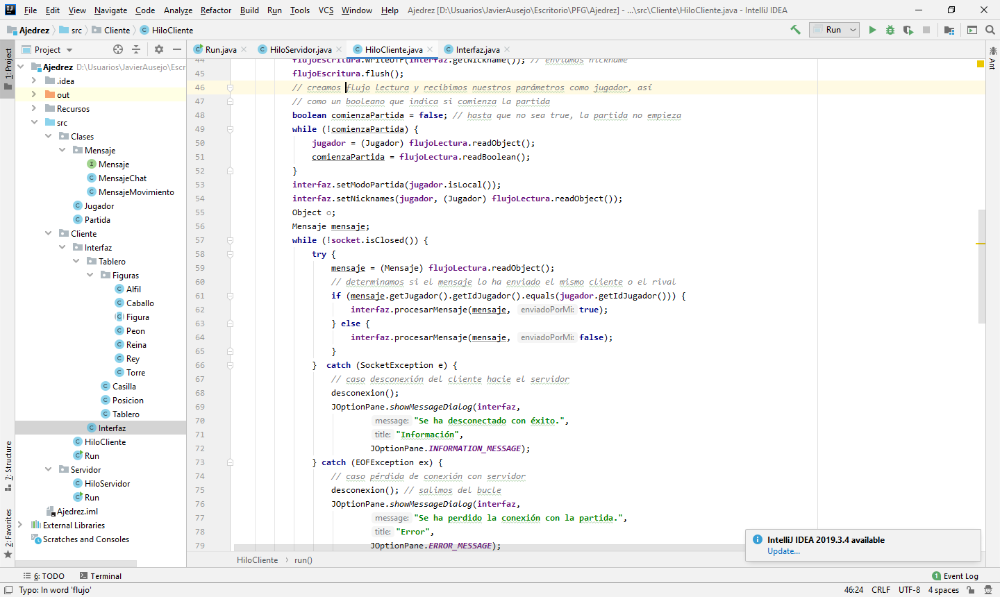 File Edit View Navigate Code Analyze Refactor Build Run Tools VCS Window Help Ajedrez [D:\Usuarios\JavierAusejo\Escritorio\PFG\Ajedrez] - ...\src\Cliente\HiloCliente.java - IntelliJ IDEA
Ajedrez src Cliente HiloCliente Run
1: Project
7: Structure
2: Favorites
Project
Ajedrez D:\Usuarios\JavierAusejo\Escr
.idea
out
Recursos
src
Clases
Mensaje
Mensaje
MensajeChat
MensajeMovimiento
Jugador
Partida
Cliente
Interfaz
Tablero
Figuras
Alfil
Caballo
Figura
Peon
Reina
Rey
Torre
Casilla
Posicion
Tablero
Interfaz
HiloCliente
Run
Servidor
HiloServidor
Run
Ajedrez.iml
External Libraries
Scratches and Consoles
Run.java HiloServidor.java HiloCliente.java Interfaz.java
44 flujoEscritura.writeUTF(interfaz.getNickname()); // enviamos nickname
45 flujoEscritura.flush();
46 // creamos flujo lectura y recibimos nuestros parámetros como jugador, así
47 // como un booleano que indica si comienza la partida
48 boolean comienzaPartida = false; // hasta que no sea true, la partida no empieza
49 while (!comienzaPartida) {
50 jugador = (Jugador) flujoLectura.readObject();
51 comienzaPartida = flujoLectura.readBoolean();
52 }
53 interfaz.setModoPartida(jugador.isLocal());
54 interfaz.setNicknames(jugador, (Jugador) flujoLectura.readObject());
55 Object o;
56 Mensaje mensaje;
57 while (!socket.isClosed()) {
58 try {
59 mensaje = (Mensaje) flujoLectura.readObject();
60 // determinamos si el mensaje lo ha enviado el mismo cliente o el rival
61 if (mensaje.getJugador().getIdJugador().equals(jugador.getIdJugador())) {
62 interfaz.procesarMensaje(mensaje, enviadoPorMi: true);
63 } else {
64 interfaz.procesarMensaje(mensaje, enviadoPorMi: false);
65 }
66 } catch (SocketException e) {
67 // caso desconexión del cliente hacie el servidor
68 desconexion();
69 JOptionPane.showMessageDialog(interfaz,
70 message: "Se ha desconectado con éxito.",
71 title: "Información",
72 JOptionPane.INFORMATION_MESSAGE);
73 } catch (EOFException ex) {
74 // caso pérdida de conexión con servidor
75 desconexion(); // salimos del bucle
76 JOptionPane.showMessageDialog(interfaz,
77 message: "Se ha perdido la conexión con la partida.",
78 title: "Error",
79 JOptionPane.ERROR_MESSAGE);
HiloCliente run()
Ant
IntelliJ IDEA 2019.3.4 available
Update...
6: TODO Terminal 1 Event Log
Typo: In word 'flujo' 46:24 CRLF UTF-8 4 spaces